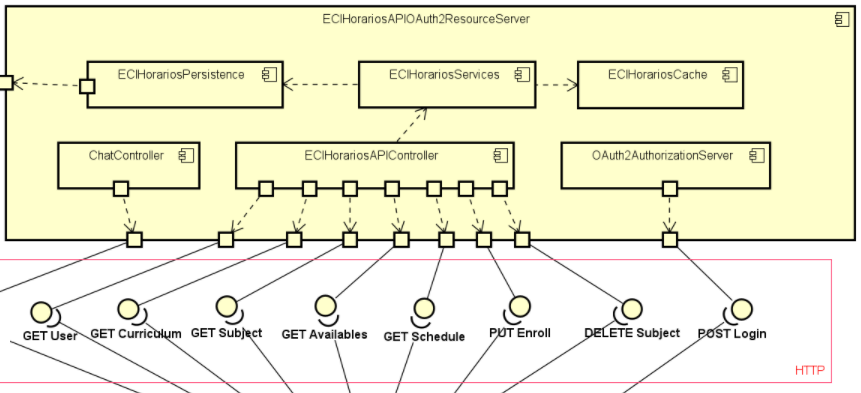 ECIHorariosAPIOAuth2ResourceServer
ECIHorariosPersistence
ECIHorariosServices
ECIHorariosCache
ChatController
ECIHorariosAPIController
OAuth2AuthorizationServer
GET User
GET Curriculum
GET Subject
GET Availables
GET Schedule
PUT Enroll
DELETE Subject
POST Login
HTTP